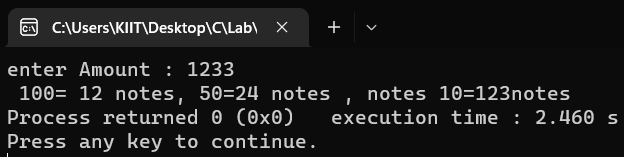 C:\Users\KIIT\Desktop\C\Lab\
enter Amount : 1233
 100= 12 notes, 50=24 notes , notes 10=123notes
Process returned 0 (0x0)   execution time : 2.460 s
Press any key to continue.